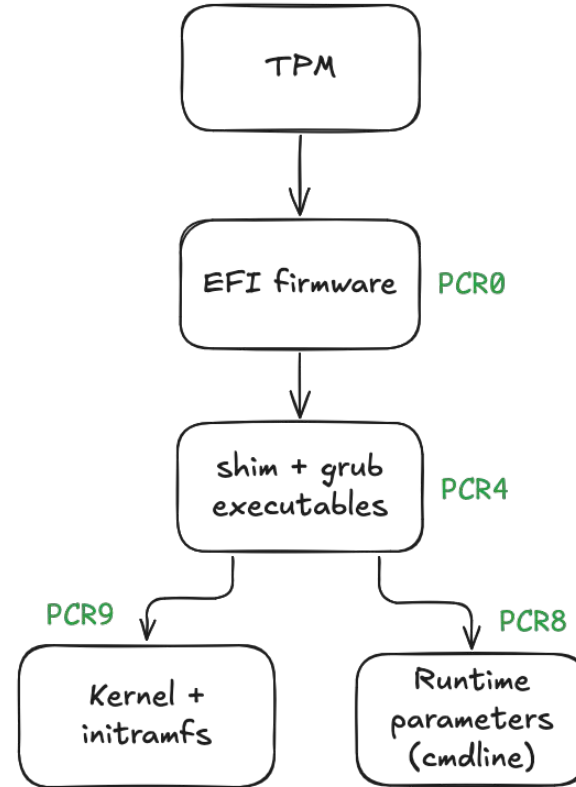 TPM
EFI firmware
PCR0
shim + grub
executables
PCR4
PCR9
PCR8
Kernel +
initramfs
Runtime
parameters
(cmdline)